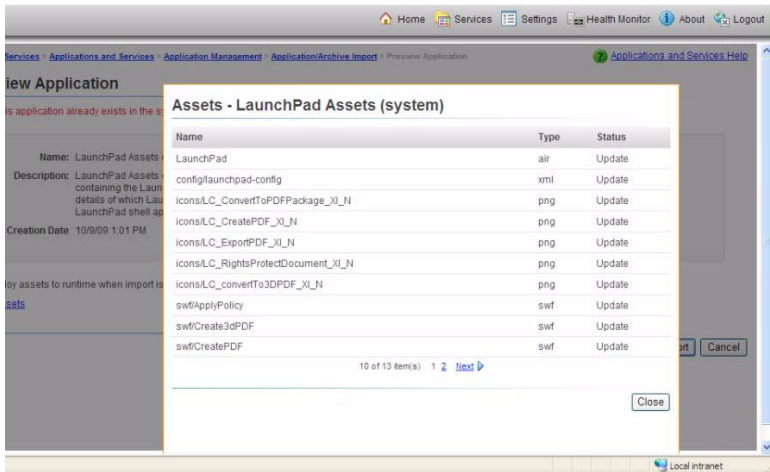 Home Services Settings Health Monitor About Logout
Services > Applications and Services > Application Management > Application/Archive Import > Preview Application
Applications and Services Help
iew Application
is application already exists in the s
Name: LaunchPad Assets
Description: LaunchPad Assets
containing the Laun
details of which Lau
LaunchPad shell ap
Creation Date 10/9/09 1:01 PM
loy assets to runtime when import is
sets
Assets - LaunchPad Assets (system)
Name Type Status
LaunchPad air Update
config/launchpad-config xml Update
icons/LC_ConvertToPDFPackage_XI_N png Update
icons/LC_CreatePDF_XI_N png Update
icons/LC_ExportPDF_XI_N png Update
icons/LC_RightsProtectDocument_XI_N png Update
icons/LC_convertTo3DPDF_XI_N png Update
swf/ApplyPolicy swf Update
swf/Create3dPDF swf Update
swf/CreatePDF swf Update
10 of 13 item(s) 1 2 Next
Close
ort Cancel
Local intranet